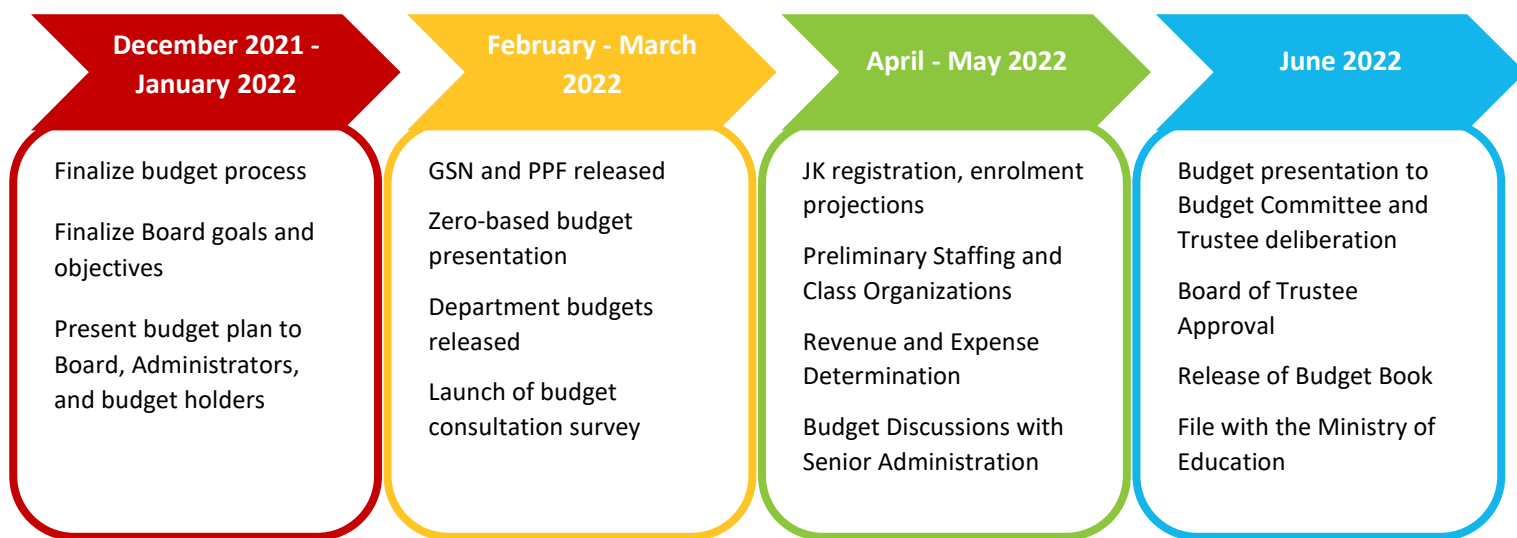 December 2021 -
January 2022
Finalize budget process
Finalize Board goals and
objectives
Present budget plan to
Board, Administrators,
and budget holders
February - March
2022
GSN and PPF released
Zero-based budget
presentation
Department budgets
released
Launch of budget
consultation survey
April - May 2022
JK registration, enrolment
projections
Preliminary Staffing and
Class Organizations
Revenue and Expense
Determination
Budget Discussions with
Senior Administration
June 2022
Budget presentation to
Budget Committee and
Trustee deliberation
Board of Trustee
Approval
Release of Budget Book
File with the Ministry of
Education